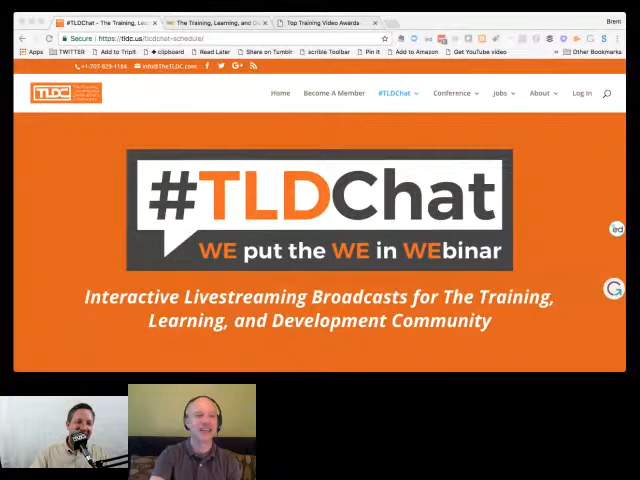 #TLDChat - The Training, Lea
The Training, Learning, and D
Top Training Video Awards
Brent
Secure
https://tldc.us/tldchat-schedule/
Apps
TWITTER
Add to TripIt
clickup
Read Later
Share on Tumblr
scrible Toolbar
Pin it
Add to Amazon
Get YouTube video
Other Bookmarks
+1-707-829-1184
info@TheTLDC.com
TLDC
Home
Become A Member
#TLDChat
Conference
Jobs
About
Log In
#TLDChat
WE put the WE in WEbinar
Interactive Livestreaming Broadcasts for The Training,
Learning, and Development Community